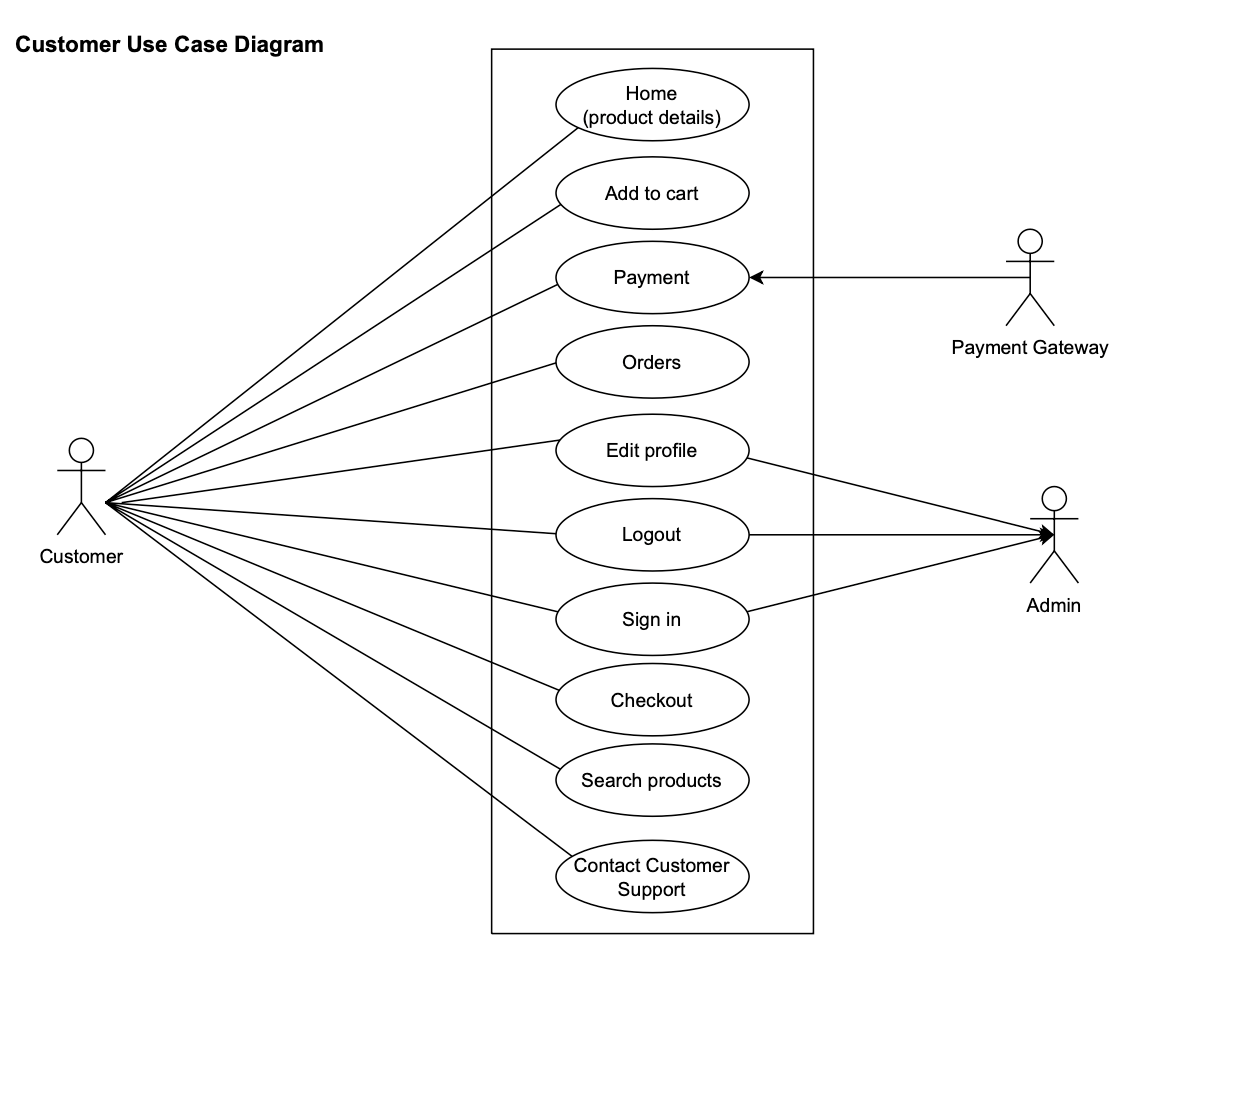 Customer Use Case Diagram
Home
(product details)
Add to cart
Payment
Payment Gateway
Orders
Edit profile
Logout
Customer
Admin
Sign in
Checkout
Search products
Contact Customer
Support